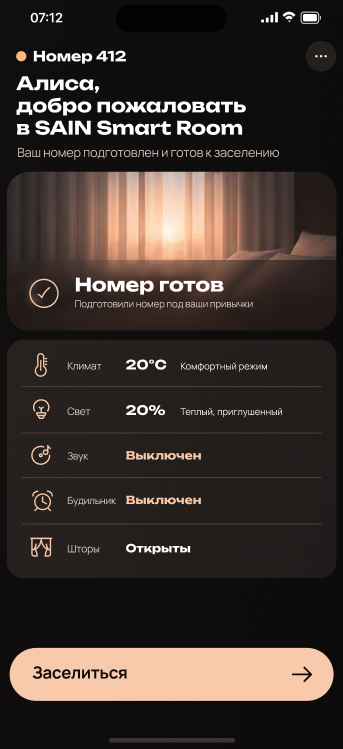 07:12
Номер 412
Алиса,
добро пожаловать
в SAIN Smart Room
Ваш номер подготовлен и готов к заселению
Номер готов
Подготовили номер под ваши привычки
Климат 20°C Комфортный режим
Свет 20% Теплый, приглушенный
Звук Выключен
Будильник Выключен
Шторы Открыты
Заселиться